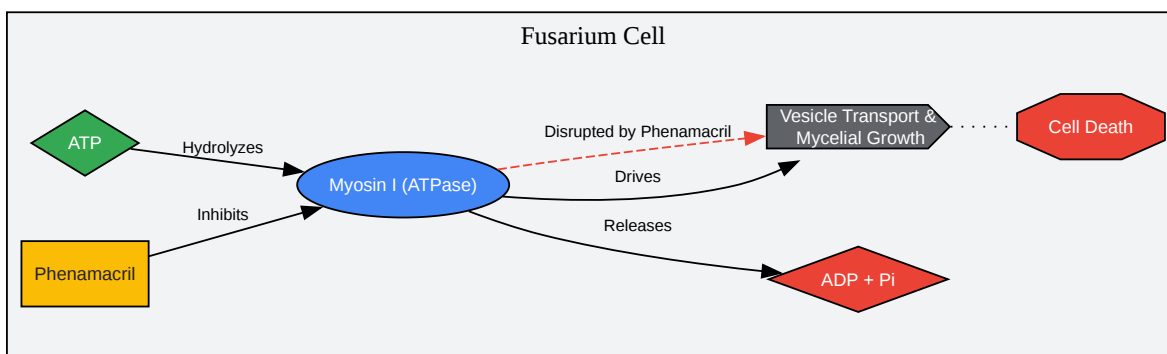 Fusarium Cell
ATP
Hydrolyzes
Phenamacril
Inhibits
Myosin I (ATPase)
Disrupted by Phenamacril
Drives
Releases
Vesicle Transport &
Mycelial Growth
ADP + Pi
Cell Death